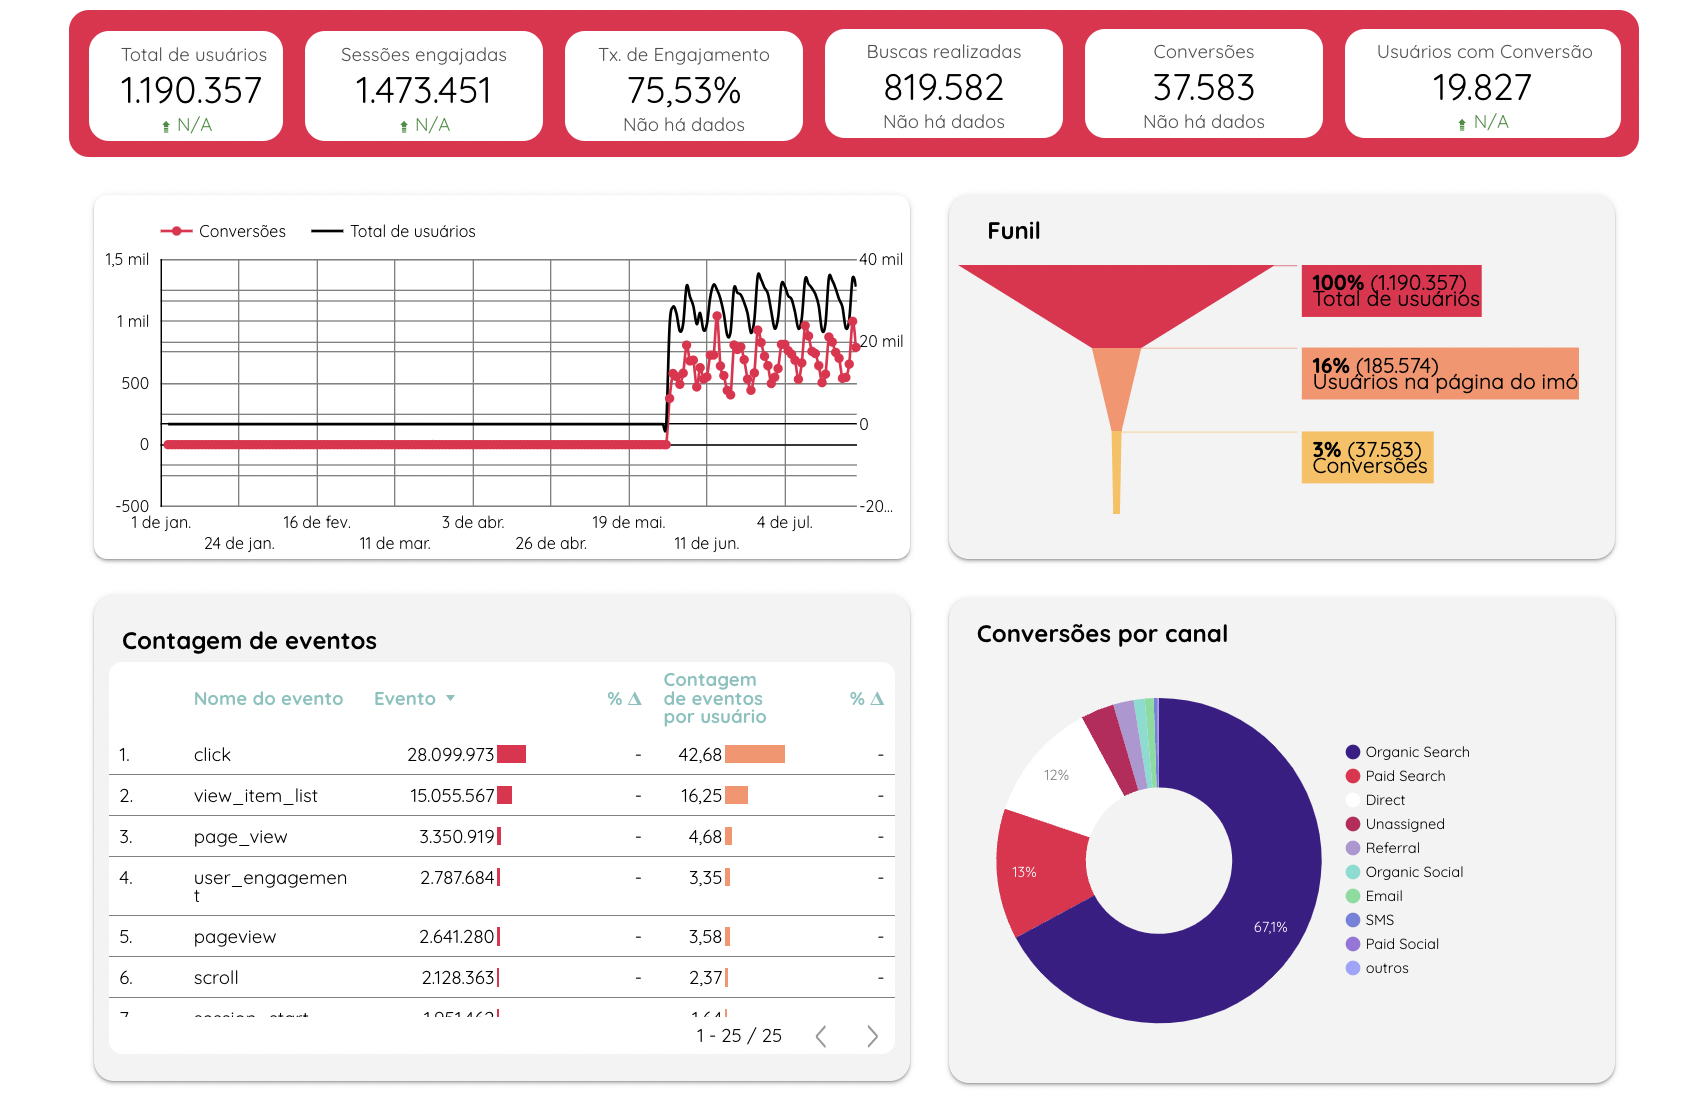 Total de usuários
1.190.357
N/A
Sessões engajadas
1.473.451
N/A
Tx. de Engajamento
75,53%
Não há dados
Buscas realizadas
819.582
Não há dados
Conversões
37.583
Não há dados
Usuários com Conversão
19.827
N/A
Conversões
Total de usuários
1,5 mil
1 mil
500
0
-500
40 mil
20 mil
0
-20...
1 de jan.
16 de fev.
3 de abr.
19 de mai.
4 de jul.
24 de jan.
11 de mar.
26 de abr.
11 de jun.
Funil
100% (1.190.357)
Total de usuários
16% (185.574)
Usuários na página do imó
3% (37.583)
Conversões
Contagem de eventos
Nome do evento
Evento
% Δ
Contagem
de eventos
por usuário
% Δ
1. click 28.099.973 - 42,68 -
2. view_item_list 15.055.567 - 16,25 -
3. page_view 3.350.919 - 4,68 -
4. user_engagemen 2.787.684 - 3,35 -
t
5. pageview 2.641.280 - 3,58 -
6. scroll 2.128.363 - 2,37 -
7. session_start
1 - 25 / 25
Conversões por canal
12%
13%
67,1%
Organic Search
Paid Search
Direct
Unassigned
Referral
Organic Social
Email
SMS
Paid Social
outros